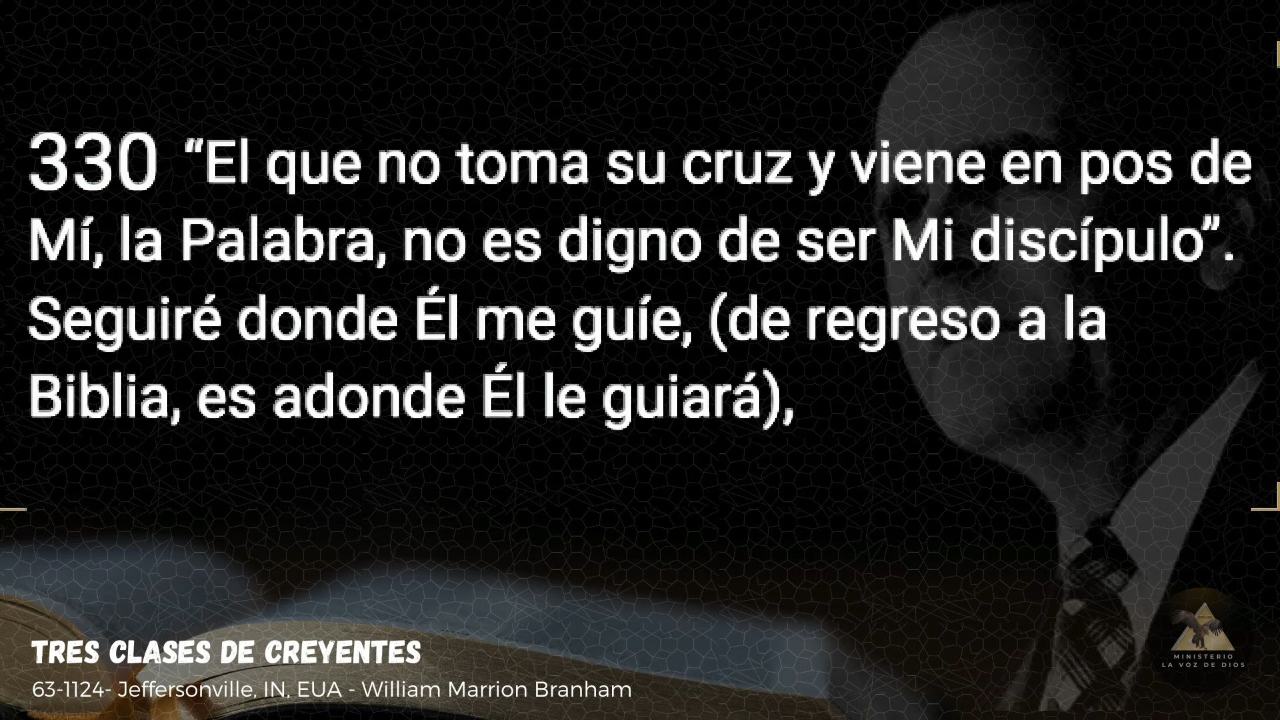 330 “El que no toma su cruz y viene en pos de
Mí, la Palabra, no es digno de ser Mi discípulo”.
Seguiré donde Él me guíe, (de regreso a la
Biblia, es adonde Él le guiará),
TRES CLASES DE CREYENTES
63-1124- Jeffersonville, IN, EUA - William Marrion Branham
MINISTERIO
LA VOZ DE DIOS